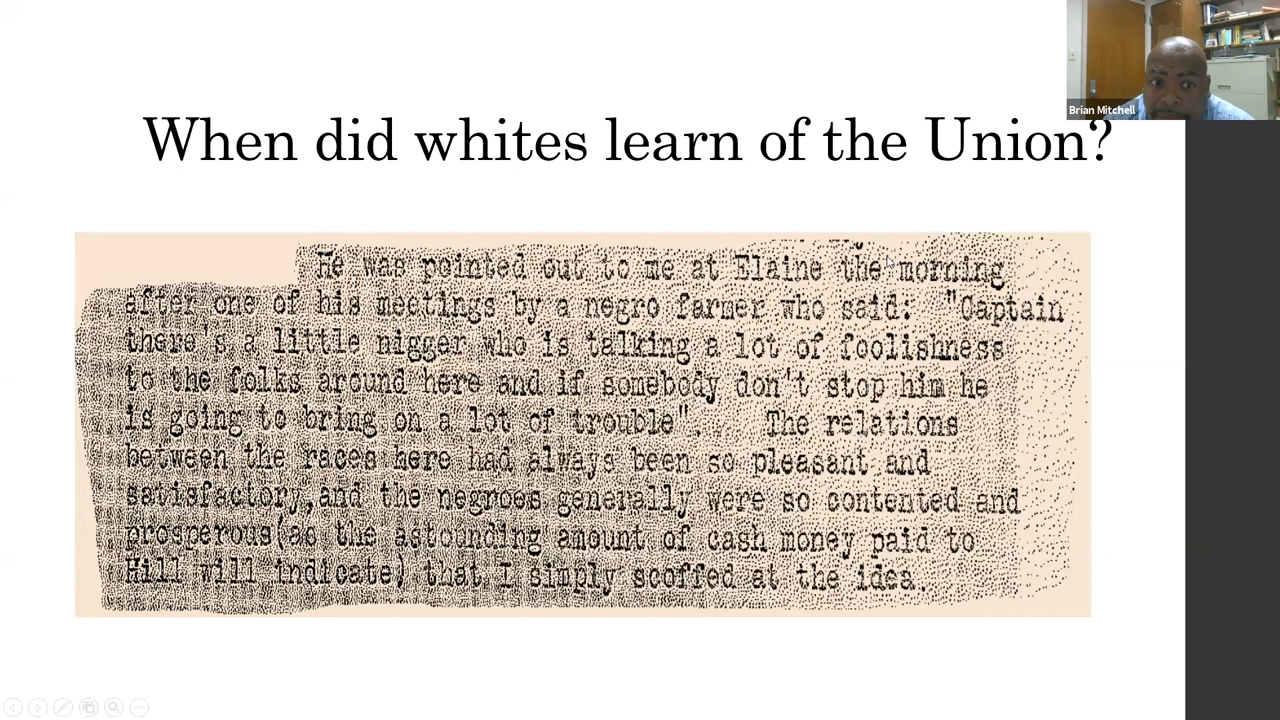 Brian Mitchell
When did whites learn of the Union?
He was pointed out to me at Elaine the morning
after one of his meetings by a negro farmer who said: "Captain
there's a little nigger who is talking a lot of foolishness
to the folks around here and if somebody don't stop him he
is going to bring on a lot of trouble". The relations
between the races here had always been so pleasant and
satisfactory,and the negroes generally were so contented and
prosperous(as the astounding amount of cash money paid to
Hill will indicate) that I simply scoffed at the idea.